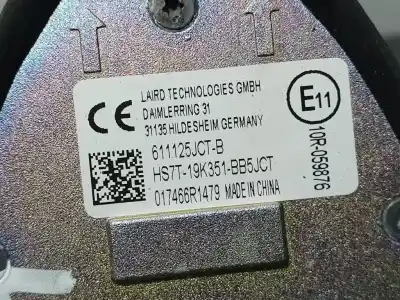 LAIRD TECHNOLOGIES GMBH
DAIMLERRING 31
31135 HILDESHEIM GERMANY
CE
E11
10R-059876
611125JCT-B
HS7T-19K351-BB5JCT
017466R1479 MADE IN CHINA